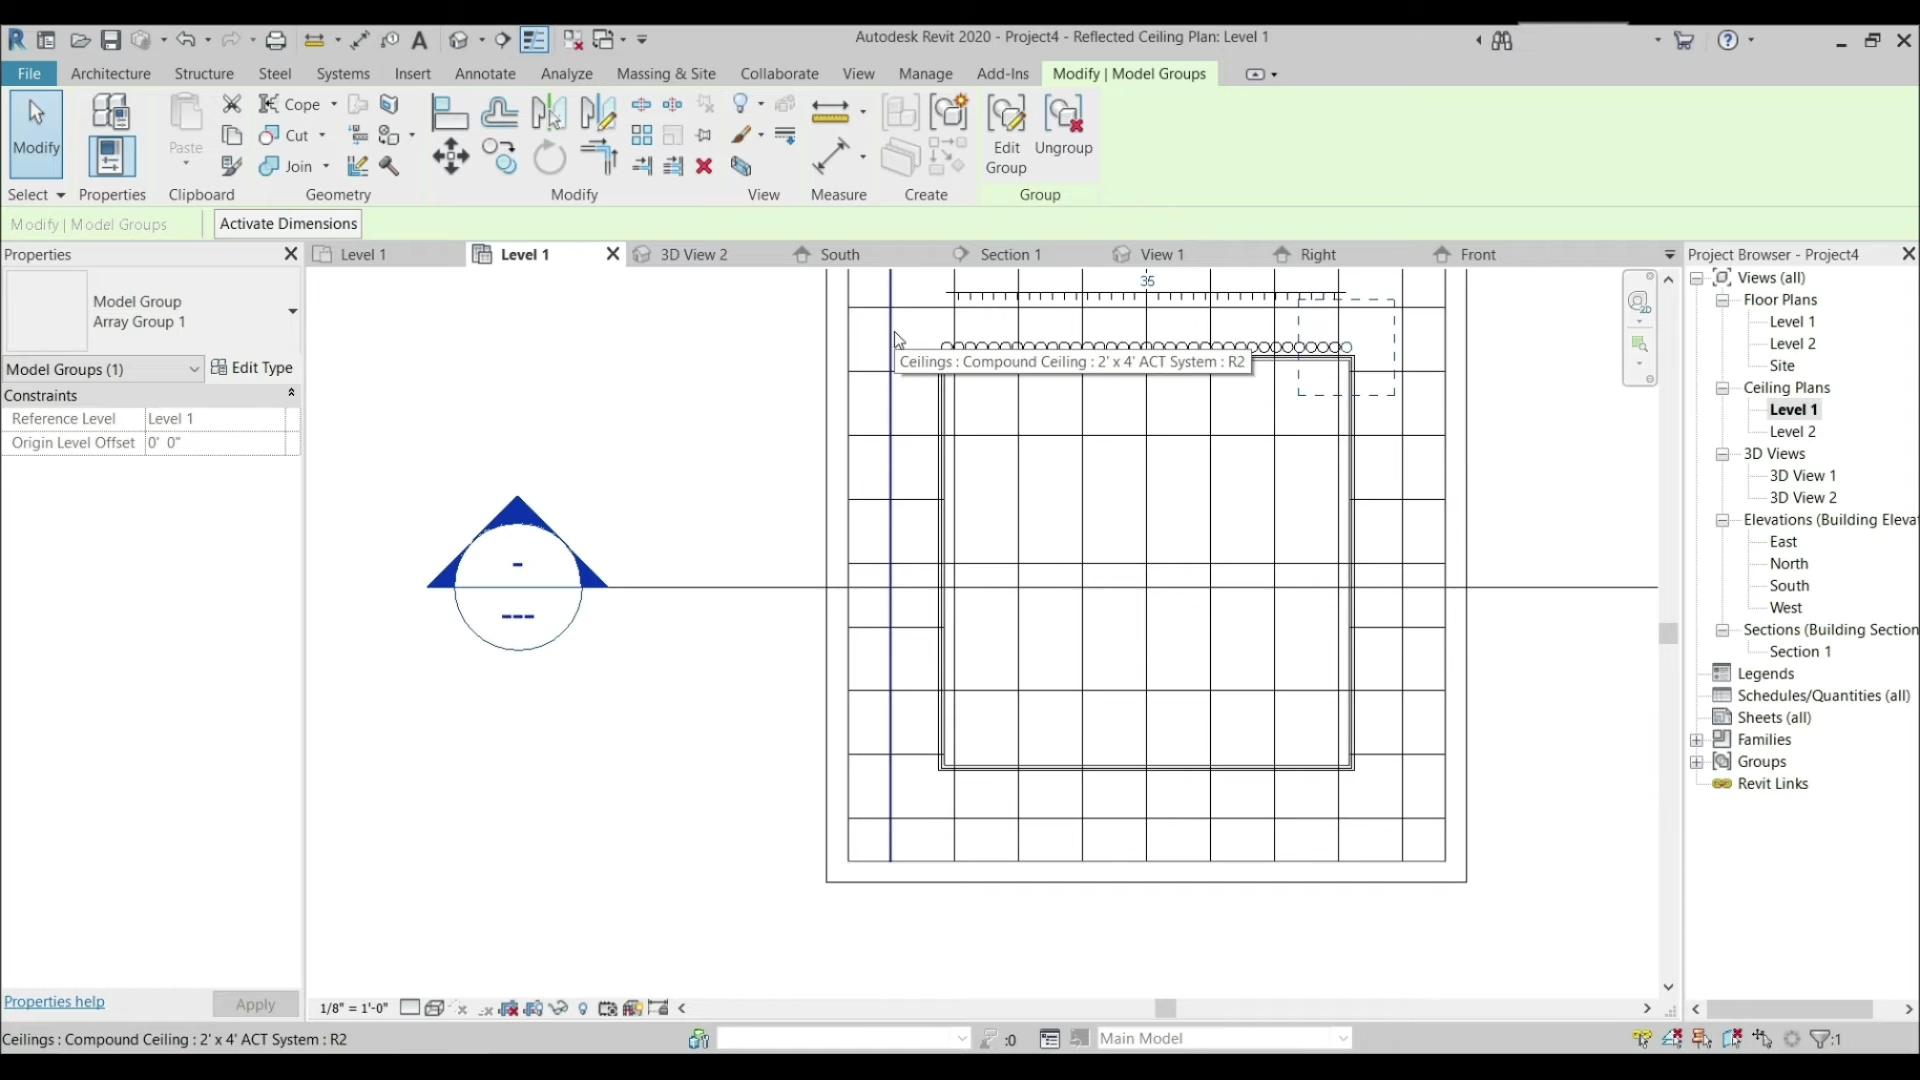 Autodesk Revit 2020 - Project4 - Reflected Ceiling Plan: Level 1
File Architecture Structure Steel Systems Insert Annotate Analyze Massing & Site Collaborate View Manage Add-Ins Modify | Model Groups
Modify
Paste
Cope
Cut
Join
Edit Group
Ungroup
Select Properties Clipboard Geometry Modify View Measure Create Group
Modify | Model Groups Activate Dimensions
Properties
Level 1 Level 1 3D View 2 South Section 1 View 1 Right Front
Project Browser - Project4
Model Group
Array Group 1
Model Groups (1) Edit Type
Constraints
Reference Level Level 1
Origin Level Offset 0' 0"
Properties help Apply
35
Ceilings : Compound Ceiling : 2' x 4' ACT System : R2
-
---
2D
Views (all)
Floor Plans
Level 1
Level 2
Site
Ceiling Plans
Level 1
Level 2
3D Views
3D View 1
3D View 2
Elevations (Building Eleva
East
North
South
West
Sections (Building Section
Section 1
Legends
Schedules/Quantities (all)
Sheets (all)
Families
Groups
Revit Links
1/8" = 1'-0"
Ceilings : Compound Ceiling : 2' x 4' ACT System : R2 :0 Main Model :1